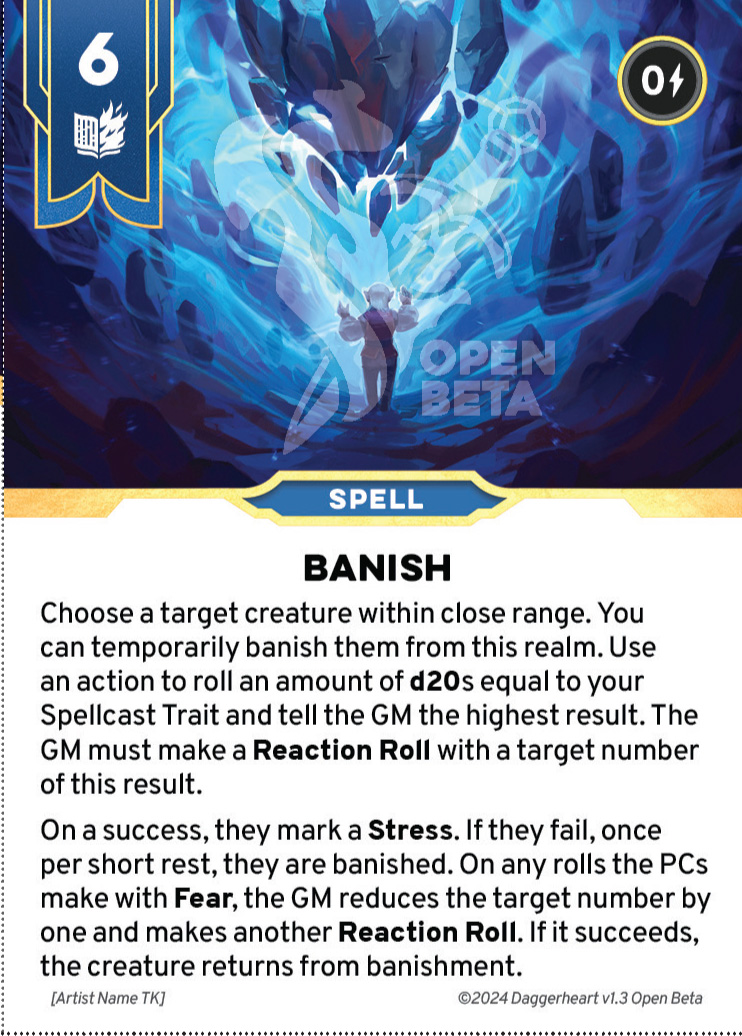 6
0
OPEN
BETA
SPELL
BANISH
Choose a target creature within close range. You
can temporarily banish them from this realm. Use
an action to roll an amount of d20s equal to your
Spellcast Trait and tell the GM the highest result. The
GM must make a Reaction Roll with a target number
of this result.
On a success, they mark a Stress. If they fail, once
per short rest, they are banished. On any rolls the PCs
make with Fear, the GM reduces the target number by
one and makes another Reaction Roll. If it succeeds,
the creature returns from banishment.
[Artist Name TK]
©2024 Daggerheart v1.3 Open Beta